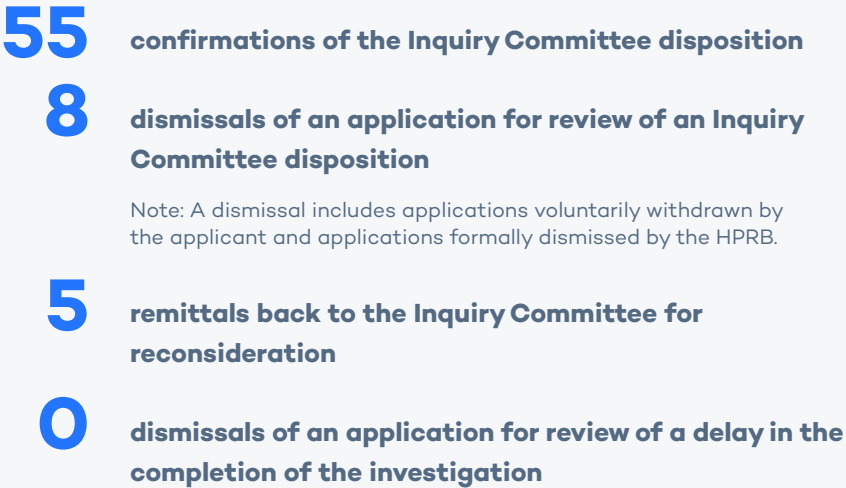 55 confirmations of the Inquiry Committee disposition
8 dismissals of an application for review of an Inquiry
Committee disposition
Note: A dismissal includes applications voluntarily withdrawn by
the applicant and applications formally dismissed by the HPRB.
5 remittals back to the Inquiry Committee for
reconsideration
0 dismissals of an application for review of a delay in the
completion of the investigation